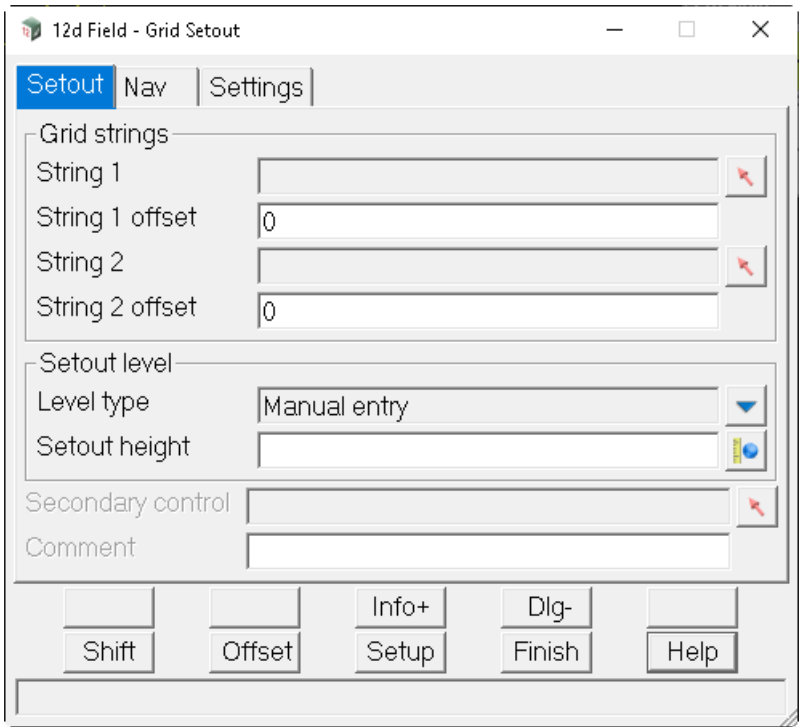 12d Field - Grid Setout
Setout Nav Settings
Grid strings
String 1
String 1 offset 0
String 2
String 2 offset 0
Setout level
Level type Manual entry
Setout height
Secondary control
Comment
Info+ Dlg-
Shift Offset Setup Finish Help